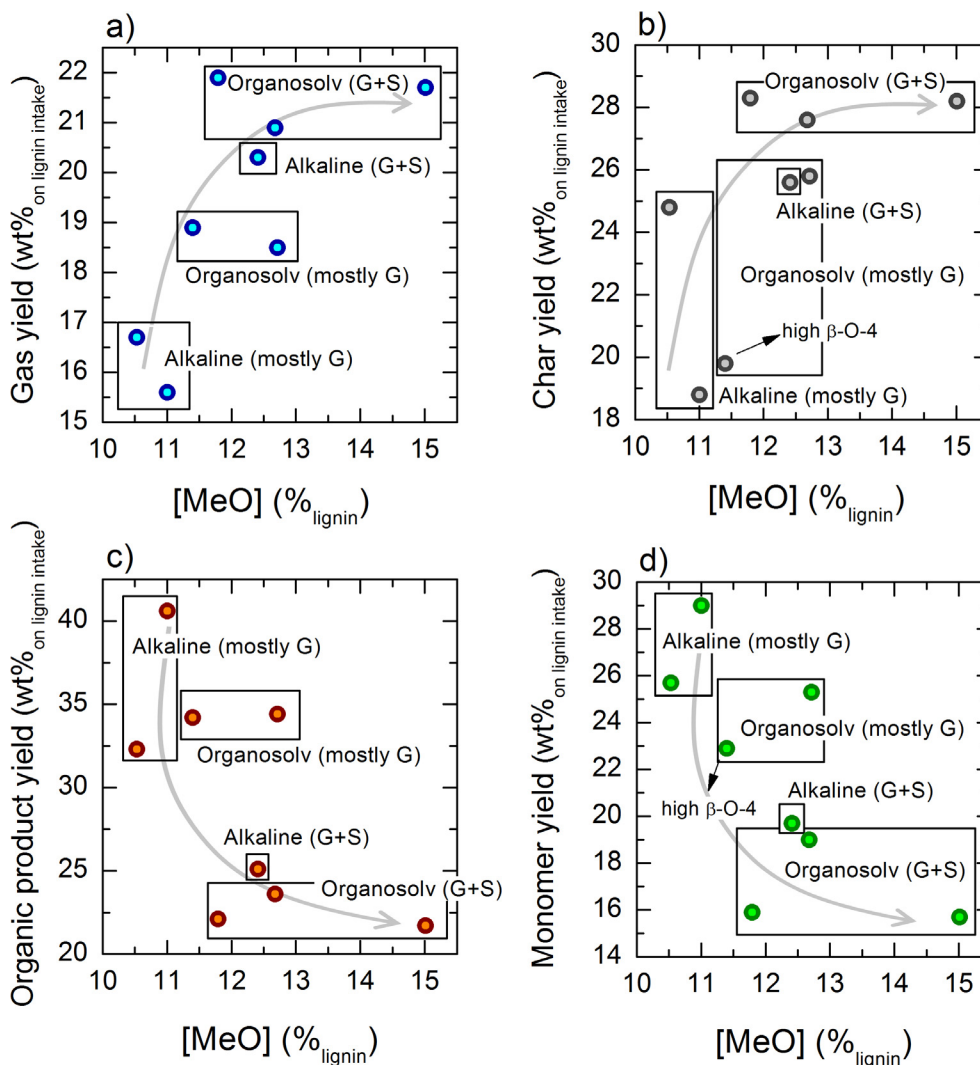 a)
Gas yield (wt%on lignin intake)
22
21
20
19
18
17
16
15
10 11 12 13 14 15
Organosolv (G+S)
Alkaline (G+S)
Organosolv (mostly G)
Alkaline (mostly G)
[MeO] (%lignin)
b)
Char yield (wt%on lignin intake)
30
28
26
24
22
20
18
10 11 12 13 14 15
Organosolv (G+S)
Alkaline (G+S)
Organosolv (mostly G)
high β-O-4
Alkaline (mostly G)
[MeO] (%lignin)
c)
Organic product yield (wt%on lignin intake)
40
35
30
25
20
10 11 12 13 14 15
Alkaline (mostly G)
Organosolv (mostly G)
Alkaline (G+S)
Organosolv (G+S)
[MeO] (%lignin)
d)
Monomer yield (wt%on lignin intake)
30
28
26
24
22
20
18
16
14
10 11 12 13 14 15
Alkaline (mostly G)
Organosolv (mostly G)
high β-O-4
Alkaline (G+S)
Organosolv (G+S)
[MeO] (%lignin)